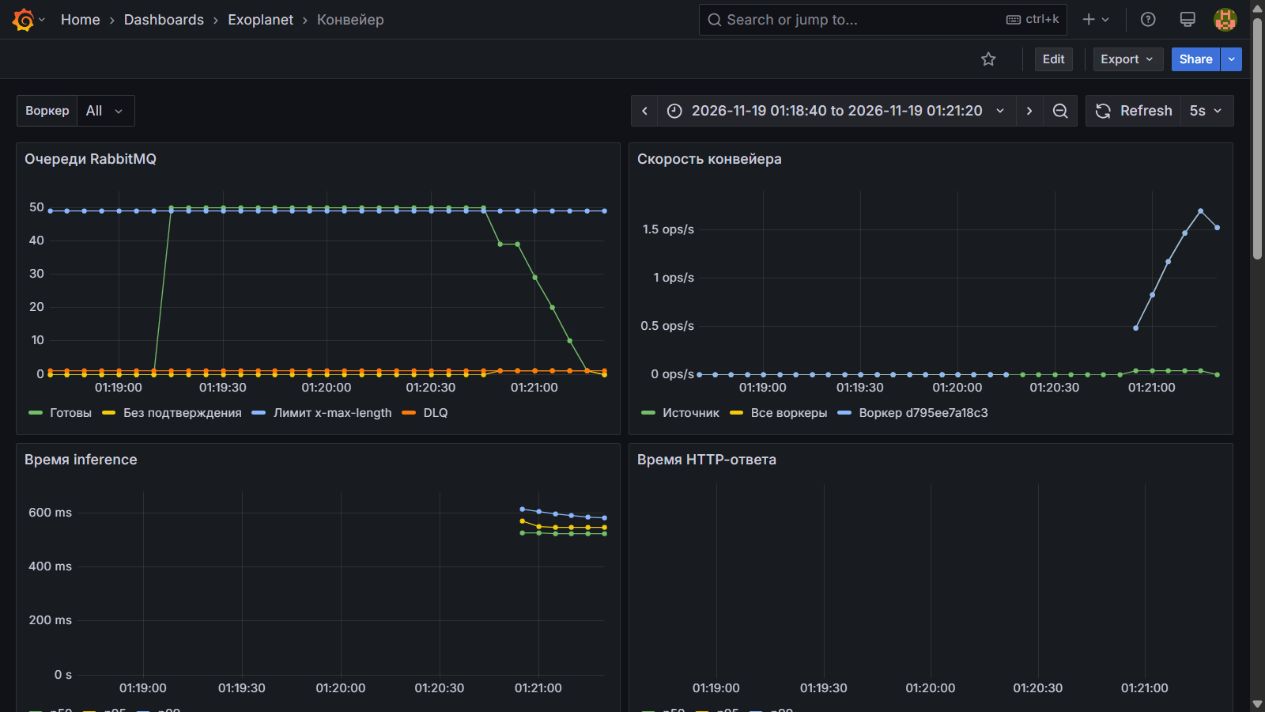 Home › Dashboards › Exoplanet › Конвейер
Search or jump to...
ctrl+k
Edit
Export
Share
Воркер
All
2026-11-19 01:18:40 to 2026-11-19 01:21:20
Refresh
5s
Очереди RabbitMQ
50
40
30
20
10
0
01:19:00 01:19:30 01:20:00 01:20:30 01:21:00
Готовы Без подтверждения Лимит x-max-length DLQ
Скорость конвейера
1.5 ops/s
1 ops/s
0.5 ops/s
0 ops/s
01:19:00 01:19:30 01:20:00 01:20:30 01:21:00
Источник Все воркеры Воркер d795ee7a18c3
Время inference
600 ms
400 ms
200 ms
0 s
01:19:00 01:19:30 01:20:00 01:20:30 01:21:00
Время HTTP-ответа
01:19:00 01:19:30 01:20:00 01:20:30 01:21:00